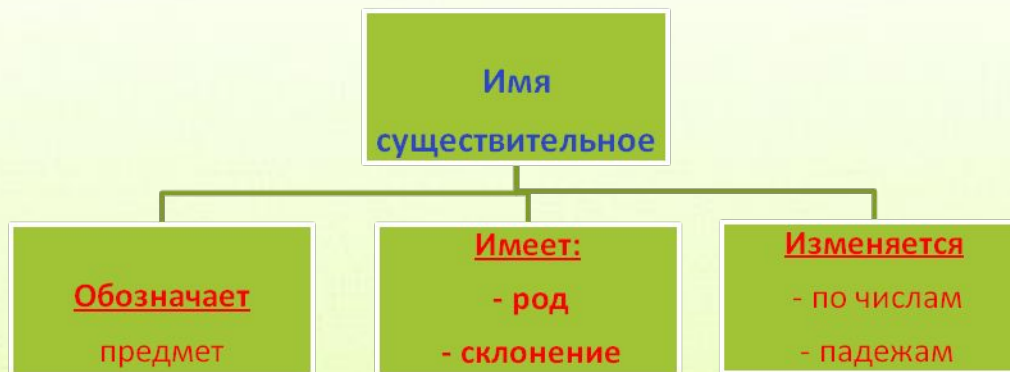 Имя
существительное
Обозначает
предмет
Имеет:
- род
- склонение
Изменяется
- по числам
- падежам